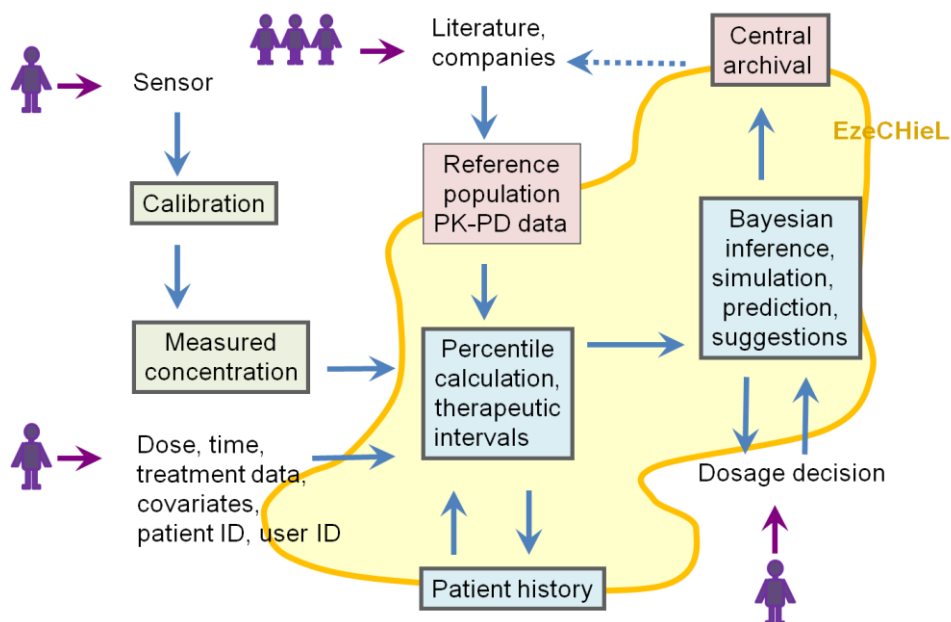 Literature,
companies
Central
archival
Sensor
EzeCHieL
Reference
population
PK-PD data
Calibration
Bayesian
inference,
simulation,
prediction,
suggestions
Measured
concentration
Percentile
calculation,
therapeutic
intervals
Dose, time,
treatment data,
covariates,
patient ID, user ID
Dosage decision
Patient history